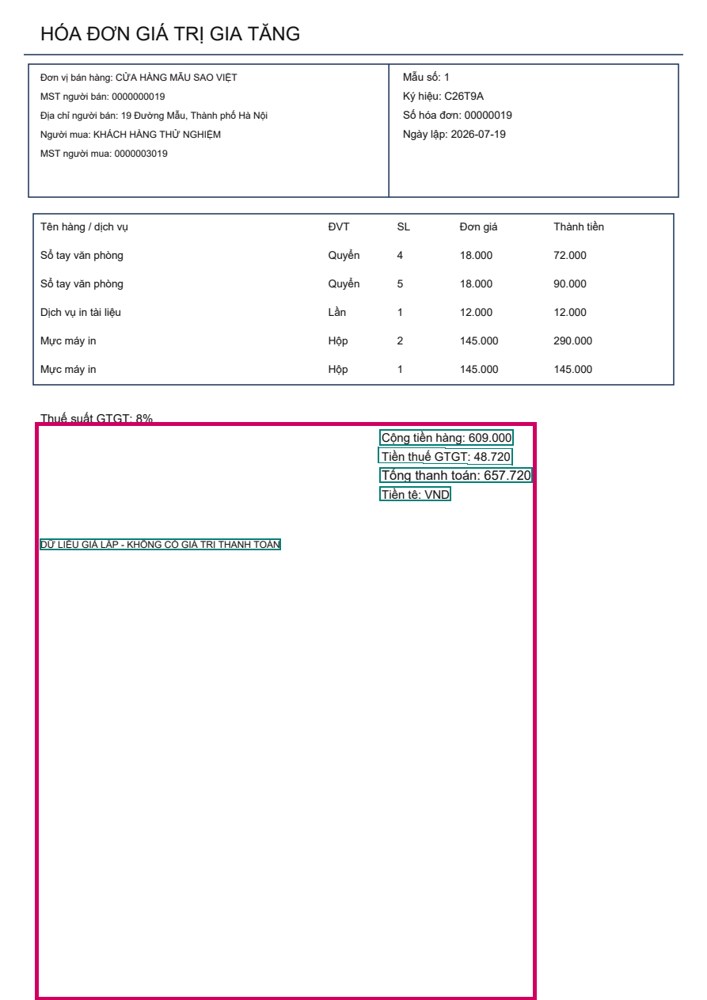 HÓA ĐƠN GIÁ TRỊ GIA TĂNG
Đơn vị bán hàng: CỬA HÀNG MẪU SAO VIỆT
MST người bán: 0000000019
Địa chỉ người bán: 19 Đường Mẫu, Thành phố Hà Nội
Người mua: KHÁCH HÀNG THỬ NGHIỆM
MST người mua: 0000003019
Mẫu số: 1
Ký hiệu: C26T9A
Số hóa đơn: 00000019
Ngày lập: 2026-07-19
Tên hàng / dịch vụ ĐVT SL Đơn giá Thành tiền
Sổ tay văn phòng Quyển 4 18.000 72.000
Sổ tay văn phòng Quyển 5 18.000 90.000
Dịch vụ in tài liệu Lần 1 12.000 12.000
Mực máy in Hộp 2 145.000 290.000
Mực máy in Hộp 1 145.000 145.000
Thuế suất GTGT: 8%
Cộng tiền hàng: 609.000
Tiền thuế GTGT: 48.720
Tổng thanh toán: 657.720
Tiền tệ: VND
DỮ LIỆU GIẢ LẬP - KHÔNG CÓ GIÁ TRỊ THANH TOÁN